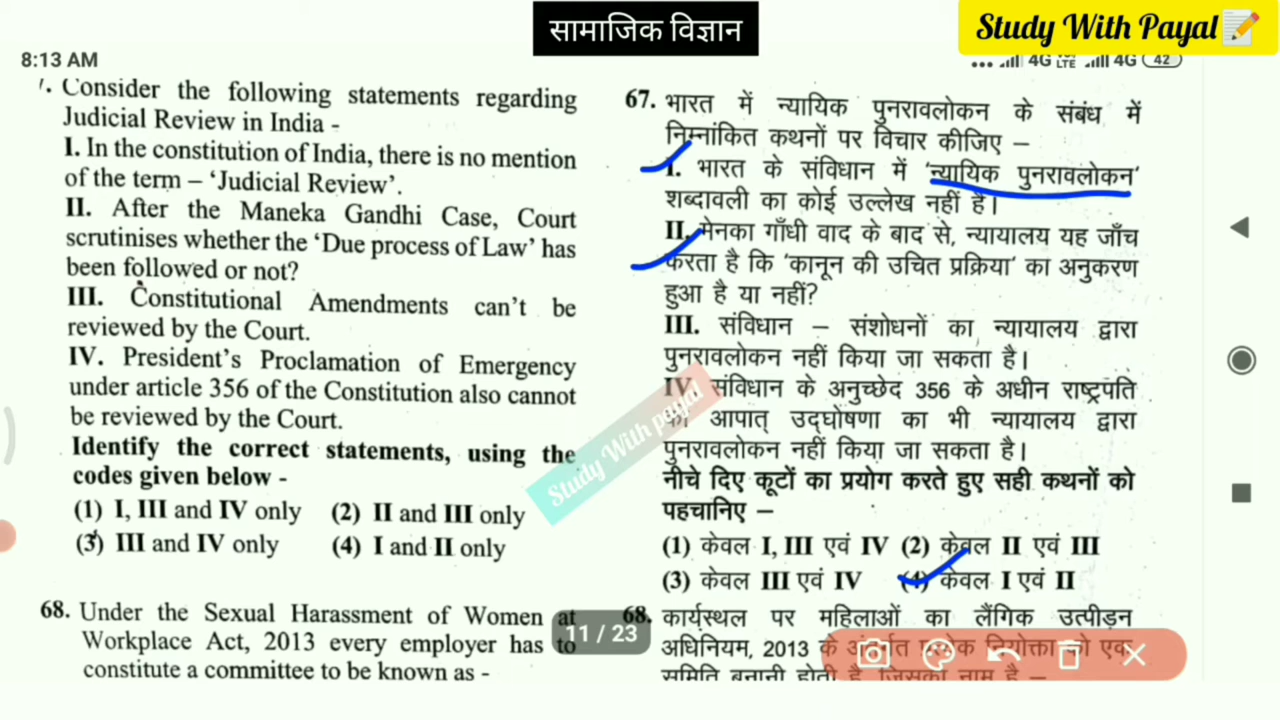 सामाजिक विज्ञान
Study With Payal
8:13 AM
4G VoLTE 4G 42
7. Consider the following statements regarding
Judicial Review in India -
I. In the constitution of India, there is no mention
of the term – 'Judicial Review'.
II. After the Maneka Gandhi Case, Court
scrutinises whether the 'Due process of Law' has
been followed or not?
III. Constitutional Amendments can't be
reviewed by the Court.
IV. President's Proclamation of Emergency
under article 356 of the Constitution also cannot
be reviewed by the Court.
Identify the correct statements, using the
codes given below -
(1) I, III and IV only (2) II and III only
(3) III and IV only (4) I and II only
68. Under the Sexual Harassment of Women at
Workplace Act, 2013 every employer has to
constitute a committee to be known as -
67. भारत में न्यायिक पुनरावलोकन के संबंध में
निम्नांकित कथनों पर विचार कीजिए –
I. भारत के संविधान में 'न्यायिक पुनरावलोकन'
शब्दावली का कोई उल्लेख नहीं है।
II. मेनका गाँधी वाद के बाद से, न्यायालय यह जाँच
करता है कि 'कानून की उचित प्रक्रिया' का अनुकरण
हुआ है या नहीं?
III. संविधान – संशोधनों का न्यायालय द्वारा
पुनरावलोकन नहीं किया जा सकता है।
IV. संविधान के अनुच्छेद 356 के अधीन राष्ट्रपति
की आपात् उद्घोषणा का भी न्यायालय द्वारा
पुनरावलोकन नहीं किया जा सकता है।
नीचे दिए कूटों का प्रयोग करते हुए सही कथनों को
पहचानिए –
(1) केवल I, III एवं IV (2) केवल II एवं III
(3) केवल III एवं IV (4) केवल I एवं II
68. कार्यस्थल पर महिलाओं का लैंगिक उत्पीड़न
अधिनियम, 2013 के अंतर्गत प्रत्येक नियोक्ता को एक
समिति बनानी होती है, जिसका नाम है –
Study With payal
11 / 23